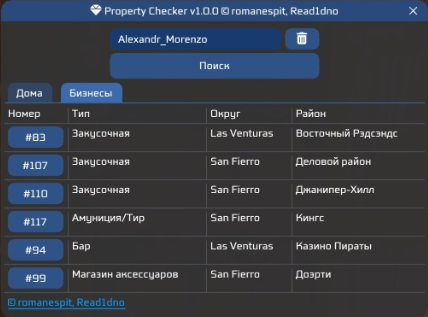 Property Checker v1.0.0 © romanespit, Read1dno
Alexandr_Morenzo
Поиск
Дома Бизнесы
Номер Тип Округ Район
#83 Закусочная Las Venturas Восточный Рэдсэндс
#107 Закусочная San Fierro Деловой район
#110 Закусочная San Fierro Джанипер-Хилл
#117 Амуниция/Тир San Fierro Кингс
#94 Бар Las Venturas Казино Пираты
#99 Магазин аксессуаров San Fierro Доэрти
© romanespit, Read1dno